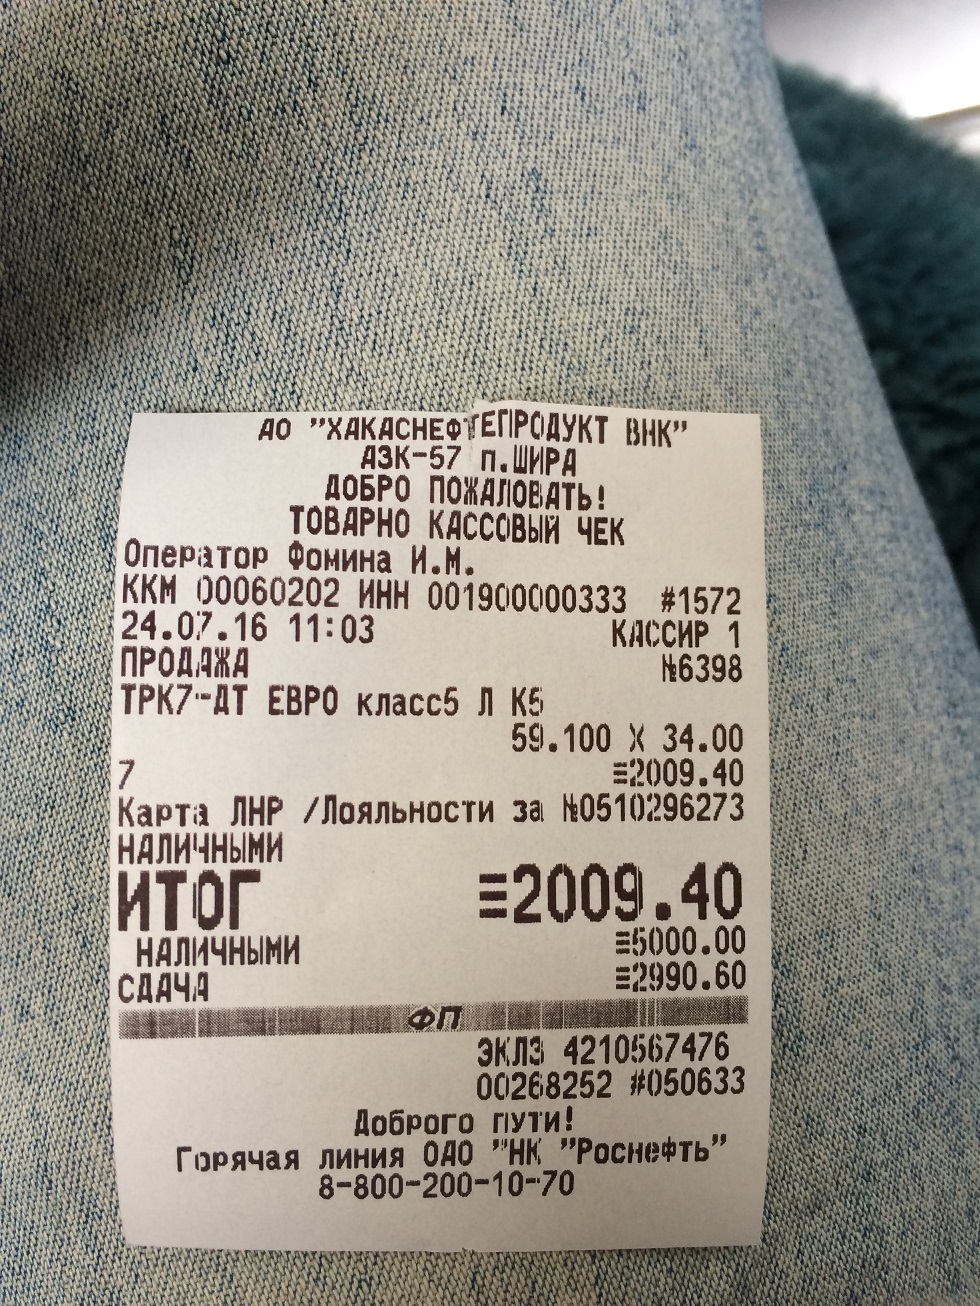 АО "ХАКАСНЕФТЕПРОДУКТ ВНК"
АЗК-57 п.ШИРА
ДОБРО ПОЖАЛОВАТЬ!
ТОВАРНО КАССОВЫЙ ЧЕК
Оператор Фомина И.М.
ККМ 00060202 ИНН 001900000333 #1572
24.07.16 11:03 КАССИР 1
ПРОДАЖА №6398
ТРК7-ДТ ЕВРО класс5 Л К5
59.100 X 34.00
7 ≡2009.40
Карта ЛНР /Лояльности за №0510296273
НАЛИЧНЫМИ
ИТОГ ≡2009.40
НАЛИЧНЫМИ ≡5000.00
СДАЧА ≡2990.60
ФП
ЭКЛЗ 4210567476
00268252 #050633
Доброго пути!
Горячая линия ОАО "НК "Роснефть"
8-800-200-10-70